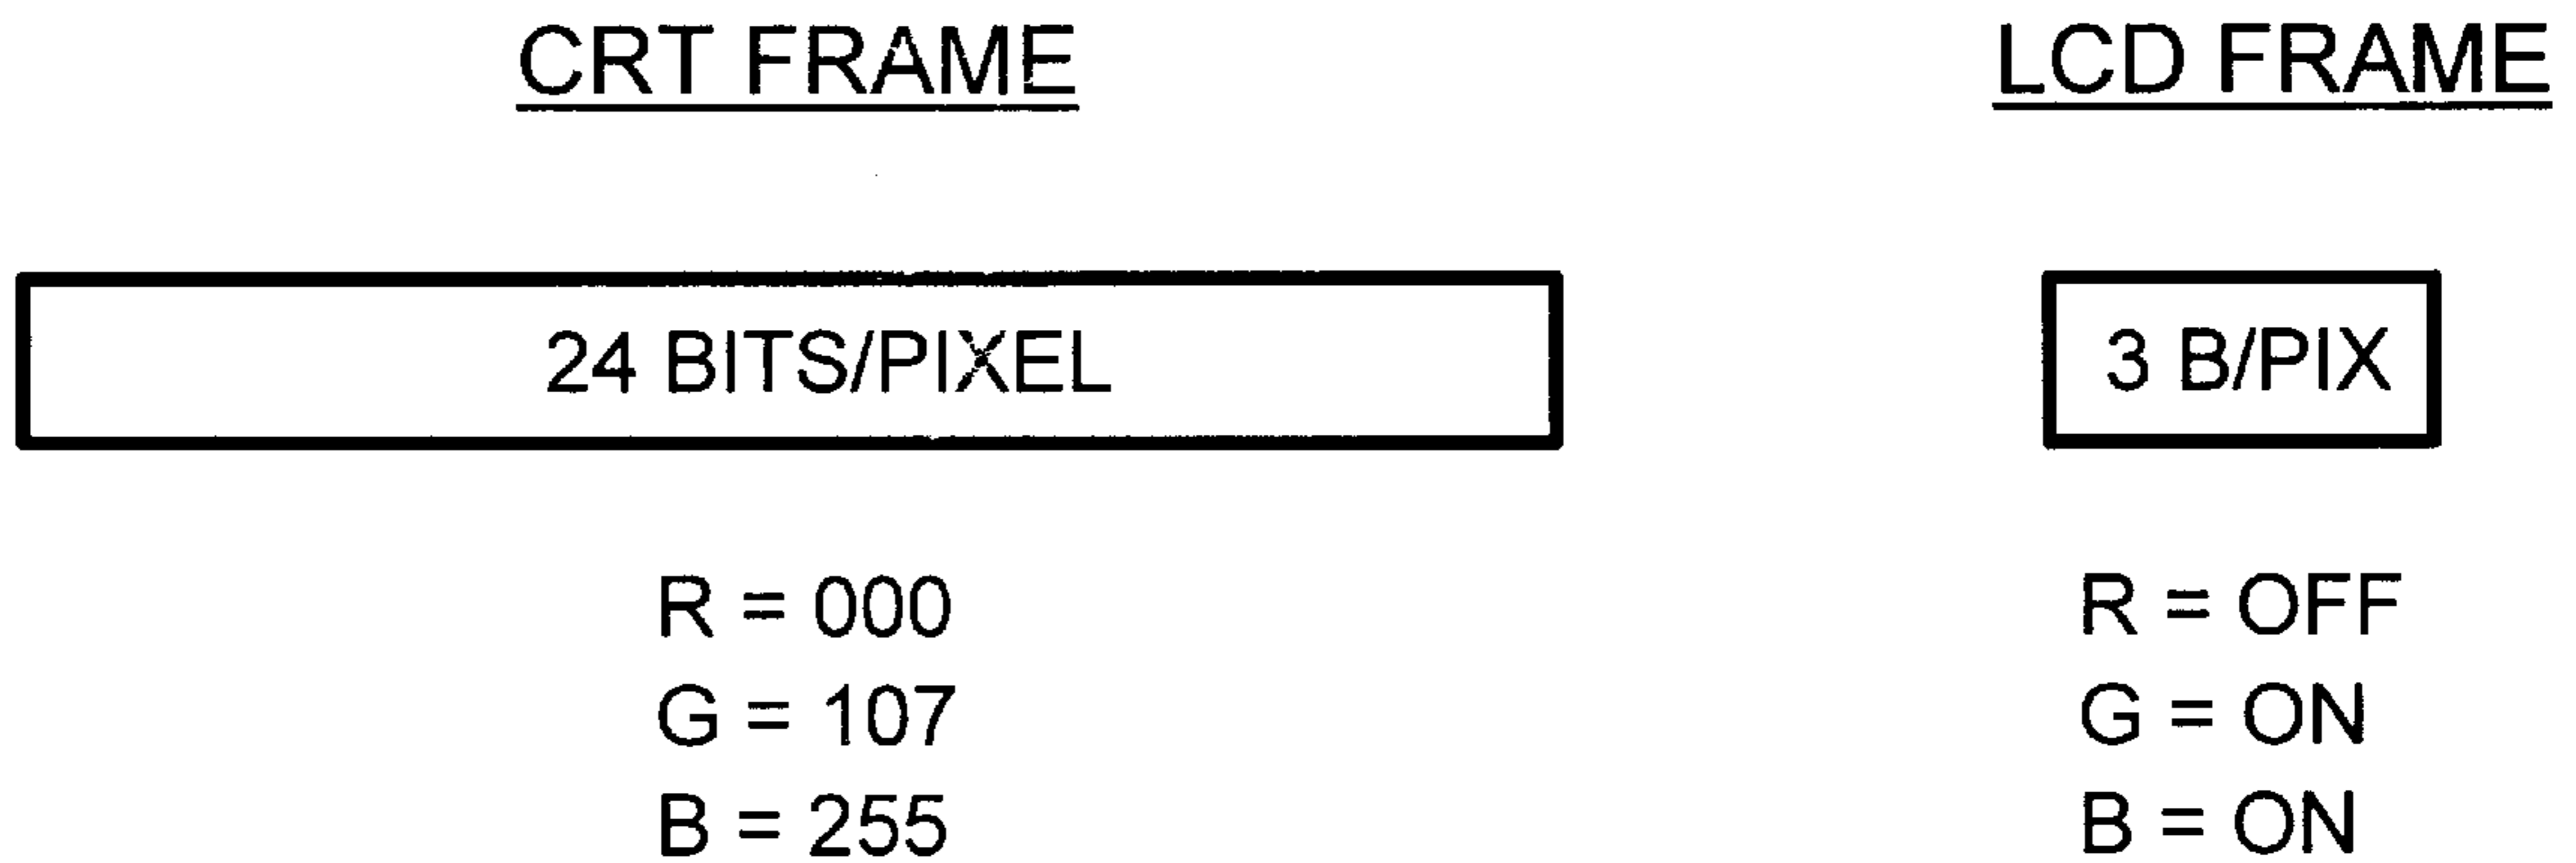 CRT FRAME
LCD FRAME
24 BITS/PIXEL
3 B/PIX
R = 000
G = 107
B = 255
R = OFF
G = ON
B = ON